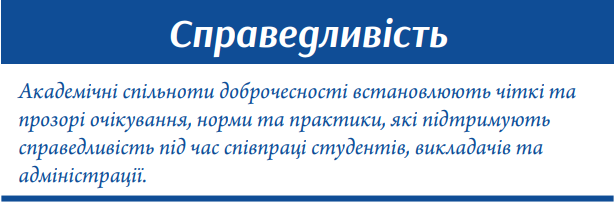 Справедливість
Академічні спільноти доброчесності встановлюють чіткі та
прозорі очікування, норми та практики, які підтримують
справедливість під час співпраці студентів, викладачів та
адміністрації.